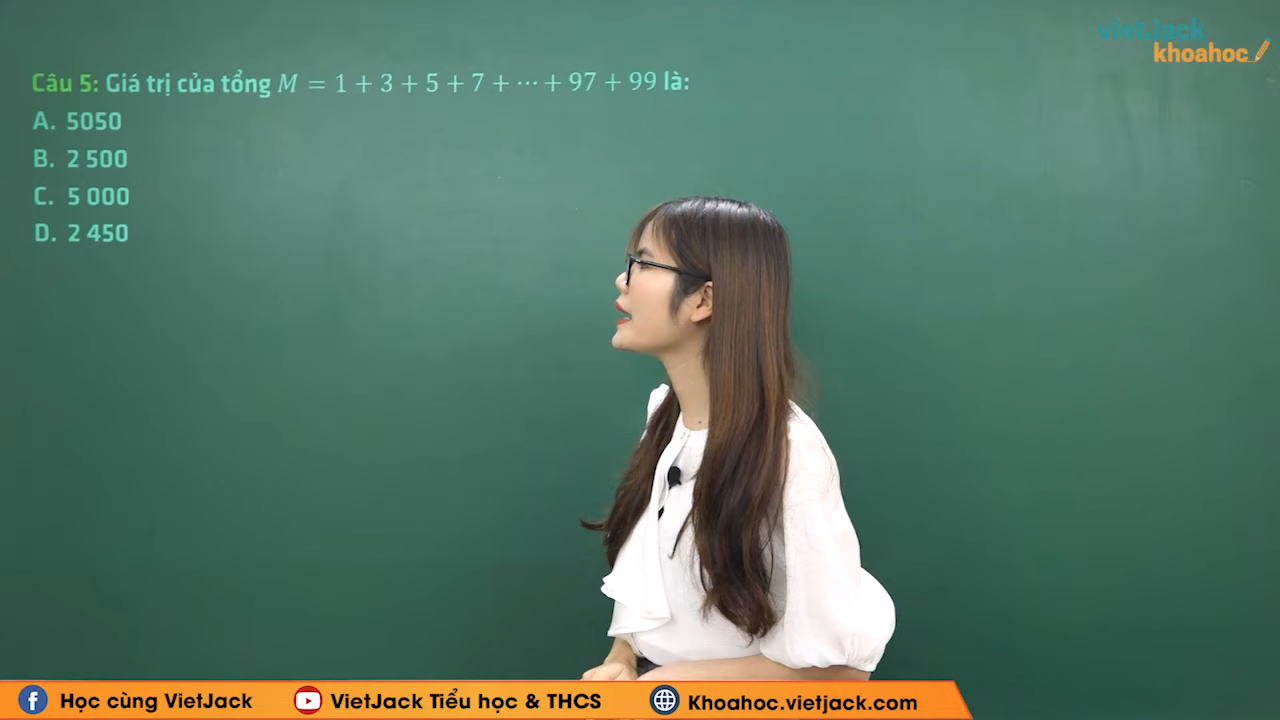 vietJack
khoahoc
Câu 5: Giá trị của tổng M = 1 + 3 + 5 + 7 + ⋯ + 97 + 99 là:
A. 5050
B. 2 500
C. 5 000
D. 2 450
Học cùng VietJack
VietJack Tiểu học & THCS
Khoahoc.vietjack.com